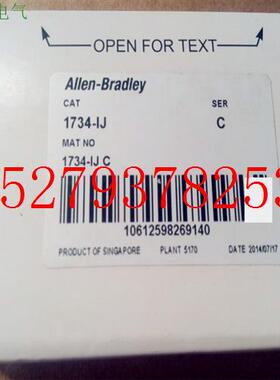 电气
OPEN FOR TEXT
Allen-Bradley
CAT SER
1734-IJ C
MAT NO
1734-IJ C
15279378253
10612598269140
PRODUCT OF SINGAPORE PLANT 5170 DATE 2014/07/17